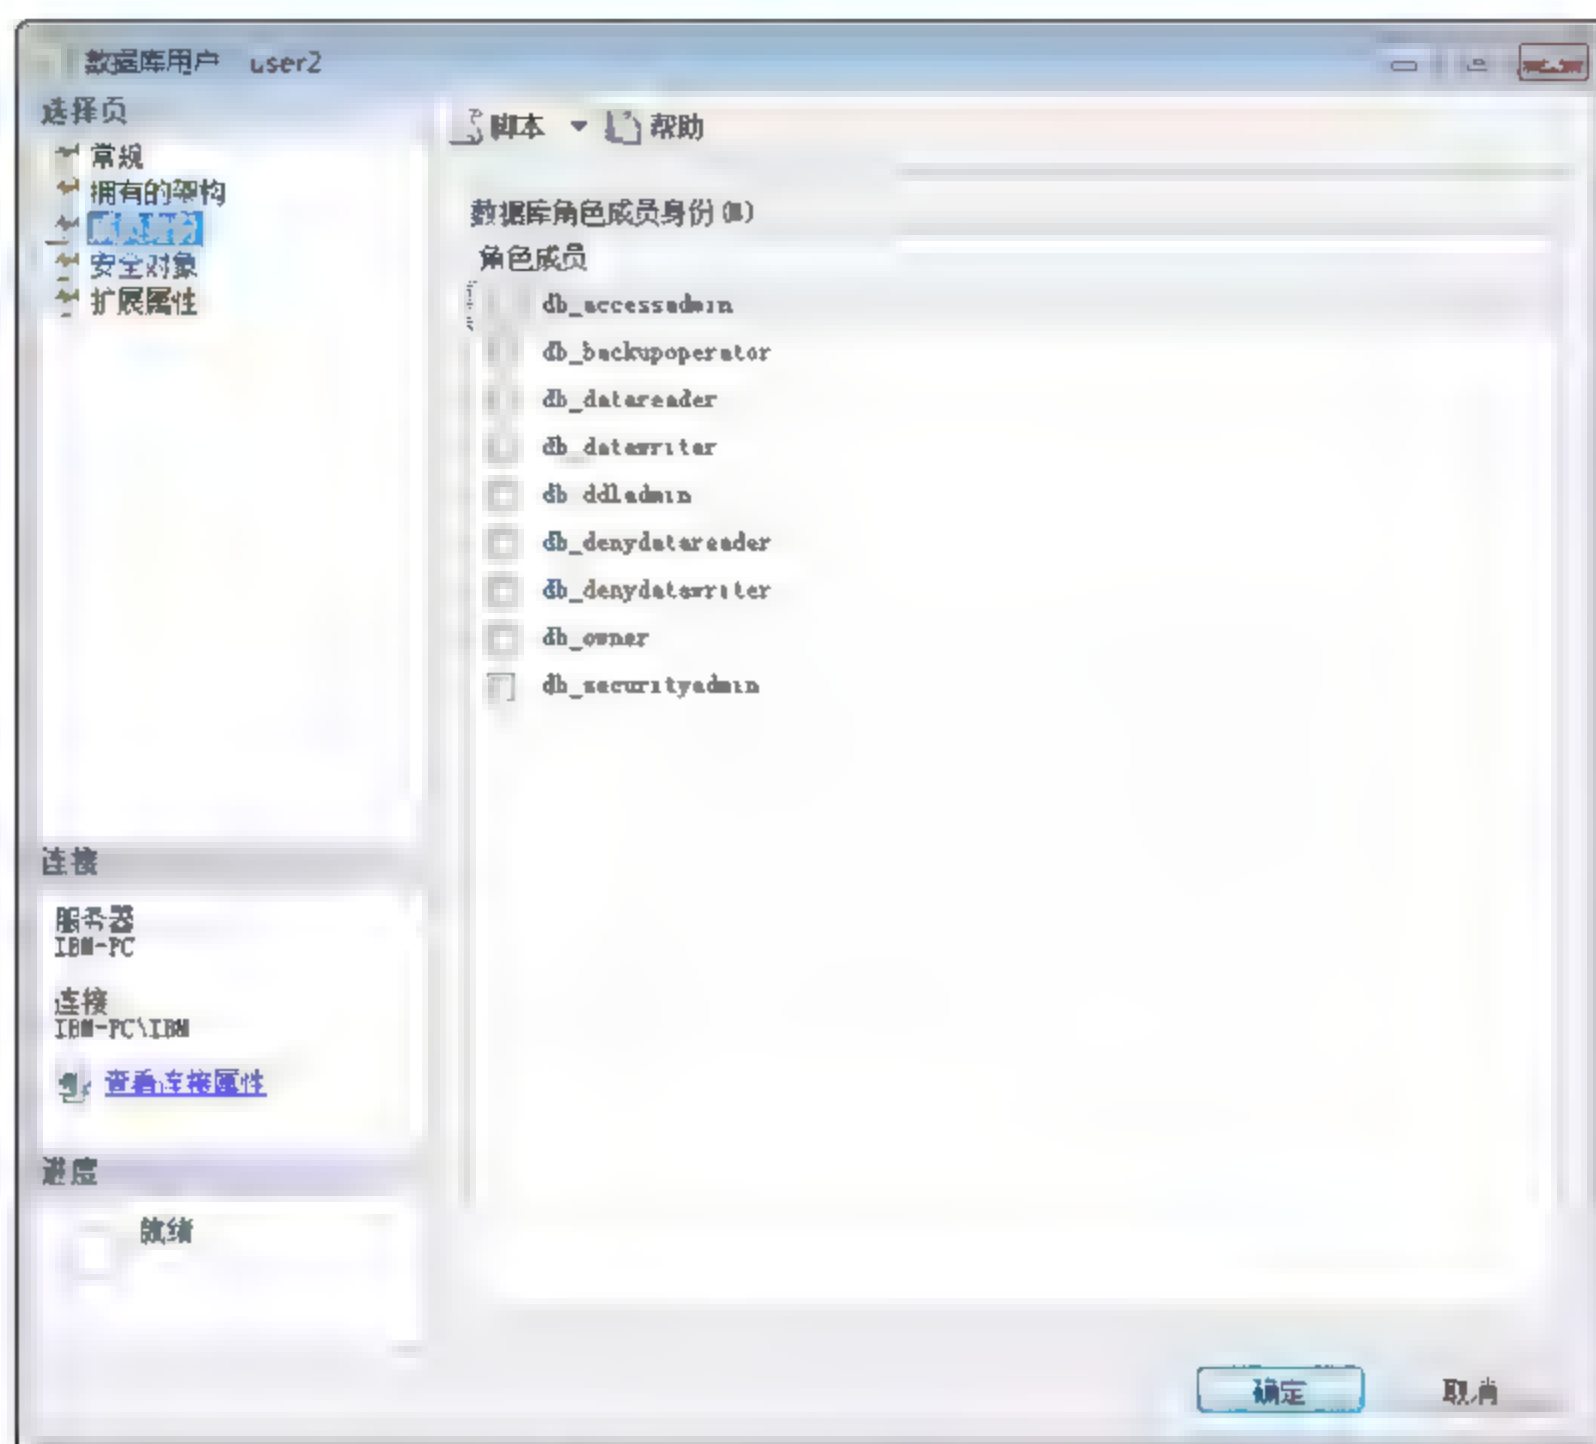 数据库用户 user2
选择页
常规
拥有的架构
成员身份
安全对象
扩展属性
脚本 帮助
数据库角色成员身份(M)
角色成员
db_accessadmin
db_backupoperator
db_datareader
db_datawriter
db_ddladmin
db_denydatareader
db_denydatawriter
db_owner
db_securityadmin
连接
服务器
IBM-PC
连接
IBM-PC\IBM
查看连接属性
进度
就绪
确定 取消